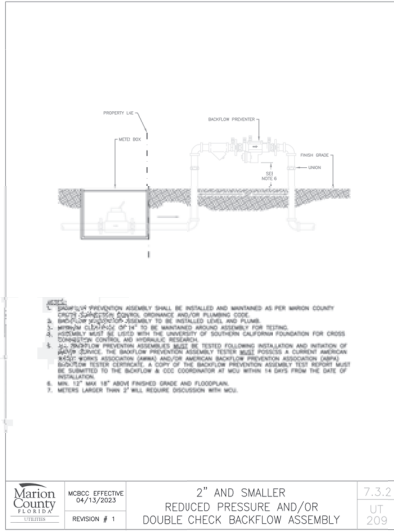 PROPERTY LINE
BACKFLOW PREVENTER
METER BOX
FINISH GRADE
SEE
NOTE 6
UNION
NOTES:
1. BACKFLOW PREVENTION ASSEMBLY SHALL BE INSTALLED AND MAINTAINED AS PER MARION COUNTY
CROSS CONNECTION CONTROL ORDINANCE AND/OR PLUMBING CODE.
2. BACKFLOW PREVENTION ASSEMBLY TO BE INSTALLED LEVEL AND PLUMB.
3. MINIMUM CLEARANCE OF 14" TO BE MAINTAINED AROUND ASSEMBLY FOR TESTING.
4. ASSEMBLY MUST BE LISTED WITH THE UNIVERSITY OF SOUTHERN CALIFORNIA FOUNDATION FOR CROSS
CONNECTION CONTROL AND HYDRAULIC RESEARCH.
5. ALL BACKFLOW PREVENTION ASSEMBLIES MUST BE TESTED FOLLOWING INSTALLATION AND INITIATION OF
WATER SERVICE. THE BACKFLOW PREVENTION ASSEMBLY TESTER MUST POSSESS A CURRENT AMERICAN
WATER WORKS ASSOCIATION (AWWA) AND/OR AMERICAN BACKFLOW PREVENTION ASSOCIATION (ABPA)
BACKFLOW TESTER CERTIFICATE. A COPY OF THE BACKFLOW PREVENTION ASSEMBLY TEST REPORT MUST
BE SUBMITTED TO THE BACKFLOW & CCC COORDINATOR AT MCU WITHIN 14 DAYS FROM THE DATE OF
INSTALLATION.
6. MIN. 12" MAX 18" ABOVE FINISHED GRADE AND FLOODPLAIN.
7. METERS LARGER THAN 2" WILL REQUIRE DISCUSSION WITH MCU.
Marion
County
FLORIDA
UTILITIES
MCBCC EFFECTIVE
04/13/2023
REVISION # 1
2" AND SMALLER
REDUCED PRESSURE AND/OR
DOUBLE CHECK BACKFLOW ASSEMBLY
7.3.2
UT
209